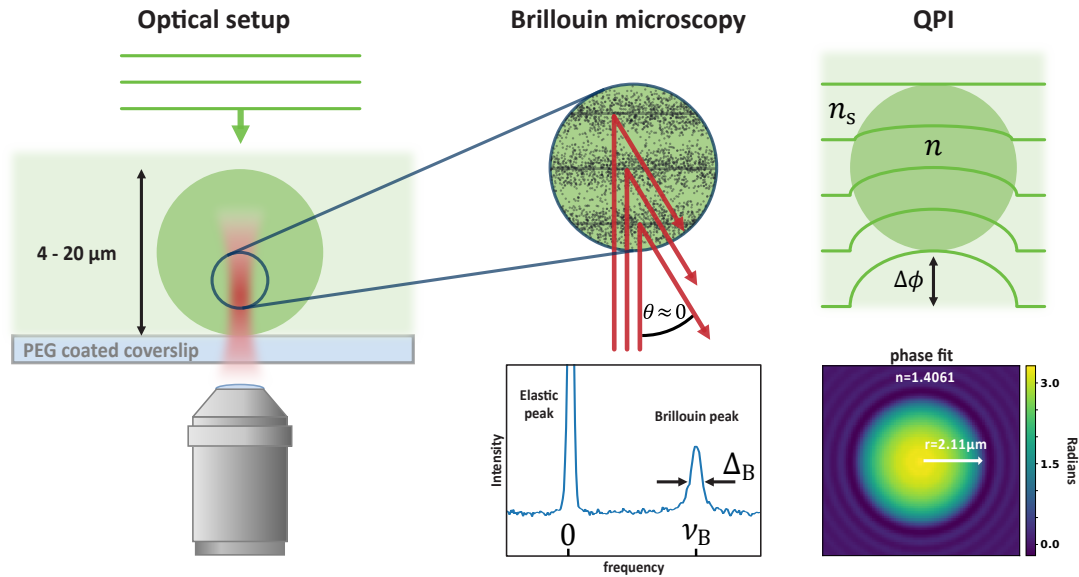 Optical setup
Brillouin microscopy
QPI
4 - 20 µm
PEG coated coverslip
θ ≈ 0
Elastic
peak
Brillouin peak
Δ_B
Intensity
0
ν_B
frequency
n_s
n
Δϕ
phase fit
n=1.4061
r=2.11µm
3.0
1.5
0.0
Radians